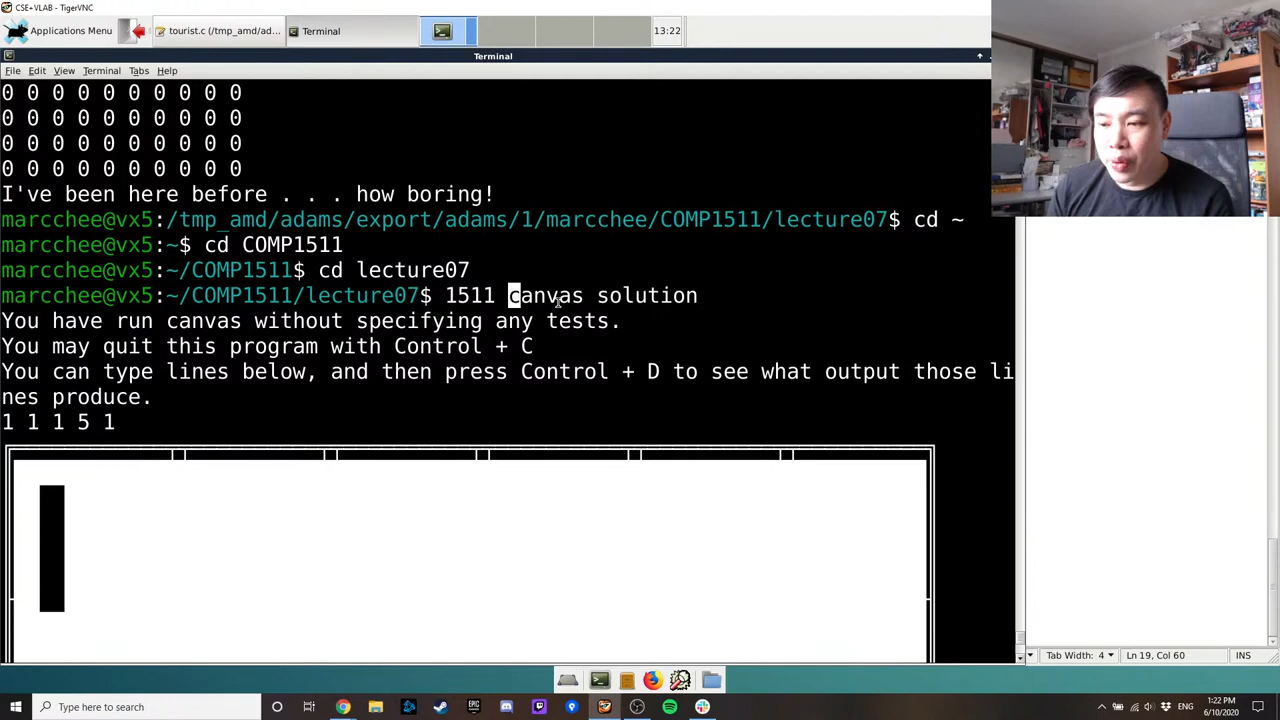 CSE+VLAB - TigerVNC
Applications Menu
tourist.c (/tmp_amd/ad...
Terminal
13:22
Terminal
File Edit View Terminal Tabs Help
0 0 0 0 0 0 0 0 0 0
0 0 0 0 0 0 0 0 0 0
0 0 0 0 0 0 0 0 0 0
0 0 0 0 0 0 0 0 0 0
I've been here before . . . how boring!
marcchee@vx5:/tmp_amd/adams/export/adams/1/marcchee/COMP1511/lecture07$ cd ~
marcchee@vx5:~$ cd COMP1511
marcchee@vx5:~/COMP1511$ cd lecture07
marcchee@vx5:~/COMP1511/lecture07$ 1511 canvas solution
You have run canvas without specifying any tests.
You may quit this program with Control + C
You can type lines below, and then press Control + D to see what output those li
nes produce.
1 1 1 5 1
Tab Width: 4 Ln 19, Col 60 INS
Type here to search
EPIC
ENG
1:22 PM
6/10/2020